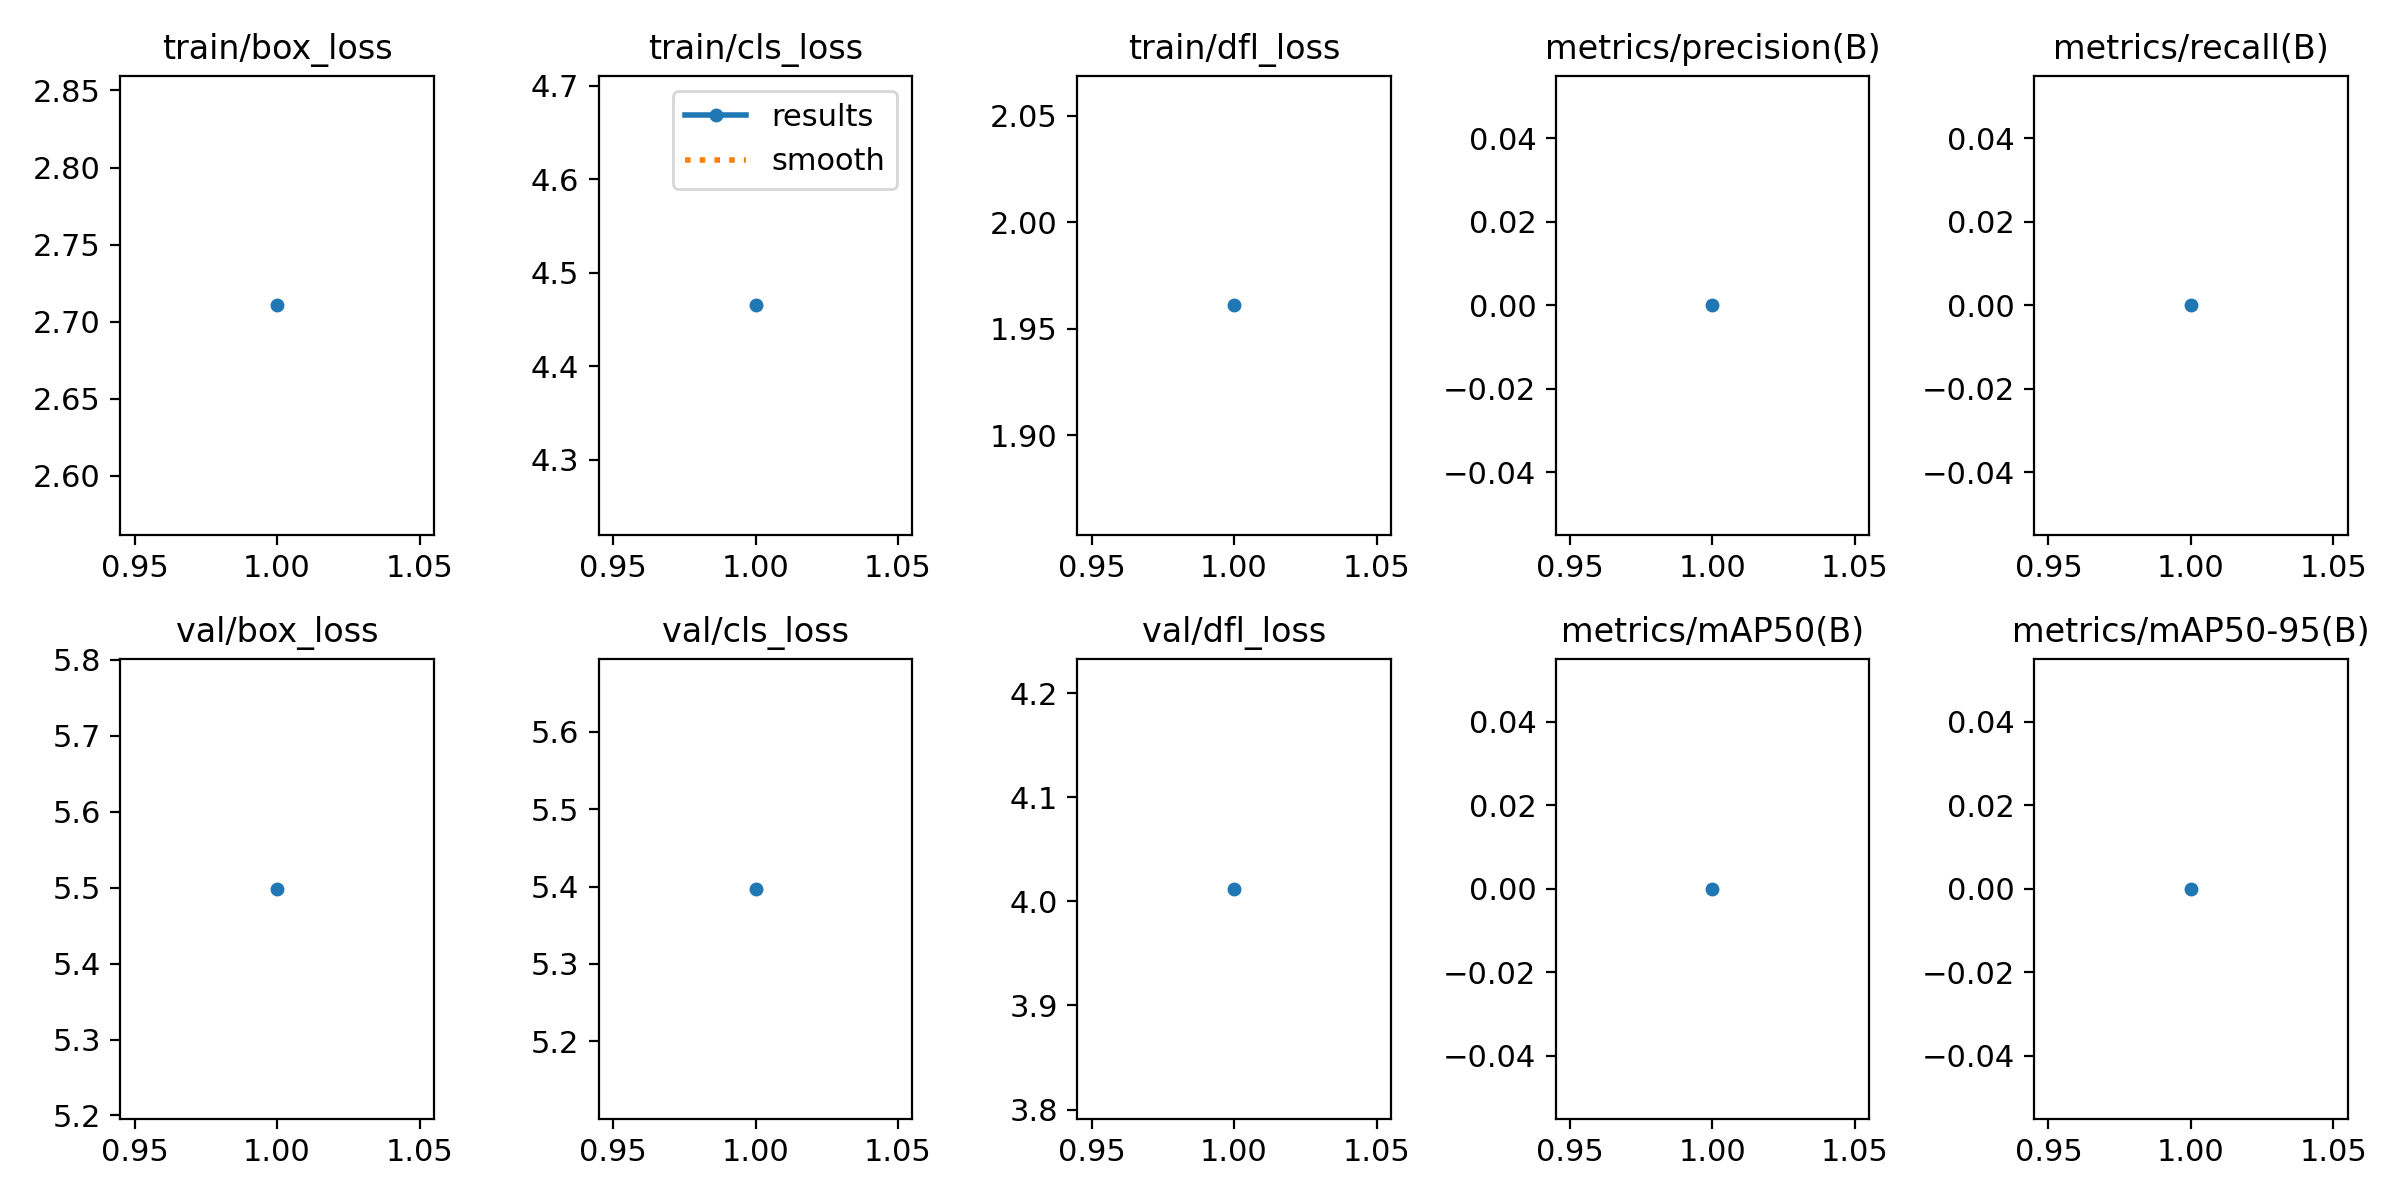 train/box_loss
2.85
2.80
2.75
2.70
2.65
2.60
0.95 1.00 1.05
train/cls_loss
results
smooth
4.7
4.6
4.5
4.4
4.3
0.95 1.00 1.05
train/dfl_loss
2.05
2.00
1.95
1.90
0.95 1.00 1.05
metrics/precision(B)
0.04
0.02
0.00
−0.02
−0.04
0.95 1.00 1.05
metrics/recall(B)
0.04
0.02
0.00
−0.02
−0.04
0.95 1.00 1.05
val/box_loss
5.8
5.7
5.6
5.5
5.4
5.3
5.2
0.95 1.00 1.05
val/cls_loss
5.6
5.5
5.4
5.3
5.2
0.95 1.00 1.05
val/dfl_loss
4.2
4.1
4.0
3.9
3.8
0.95 1.00 1.05
metrics/mAP50(B)
0.04
0.02
0.00
−0.02
−0.04
0.95 1.00 1.05
metrics/mAP50-95(B)
0.04
0.02
0.00
−0.02
−0.04
0.95 1.00 1.05